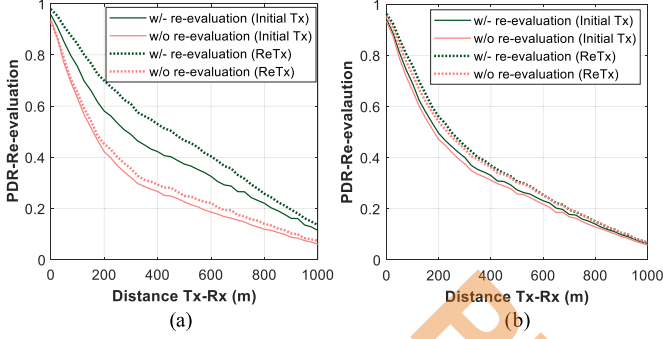 w/- re-evaluation (Initial Tx)
w/o re-evaluation (Initial Tx)
w/- re-evaluation (ReTx)
w/o re-evaluation (ReTx)
PDR-Re-evaluation
1
0.8
0.6
0.4
0.2
0
0 200 400 600 800 1000
Distance Tx-Rx (m)
(a)
w/- re-evaluation (Initial Tx)
w/o re-evaluation (Initial Tx)
w/- re-evaluation (ReTx)
w/o re-evaluation (ReTx)
PDR-Re-evalaution
1
0.8
0.6
0.4
0.2
0
0 200 400 600 800 1000
Distance Tx-Rx (m)
(b)